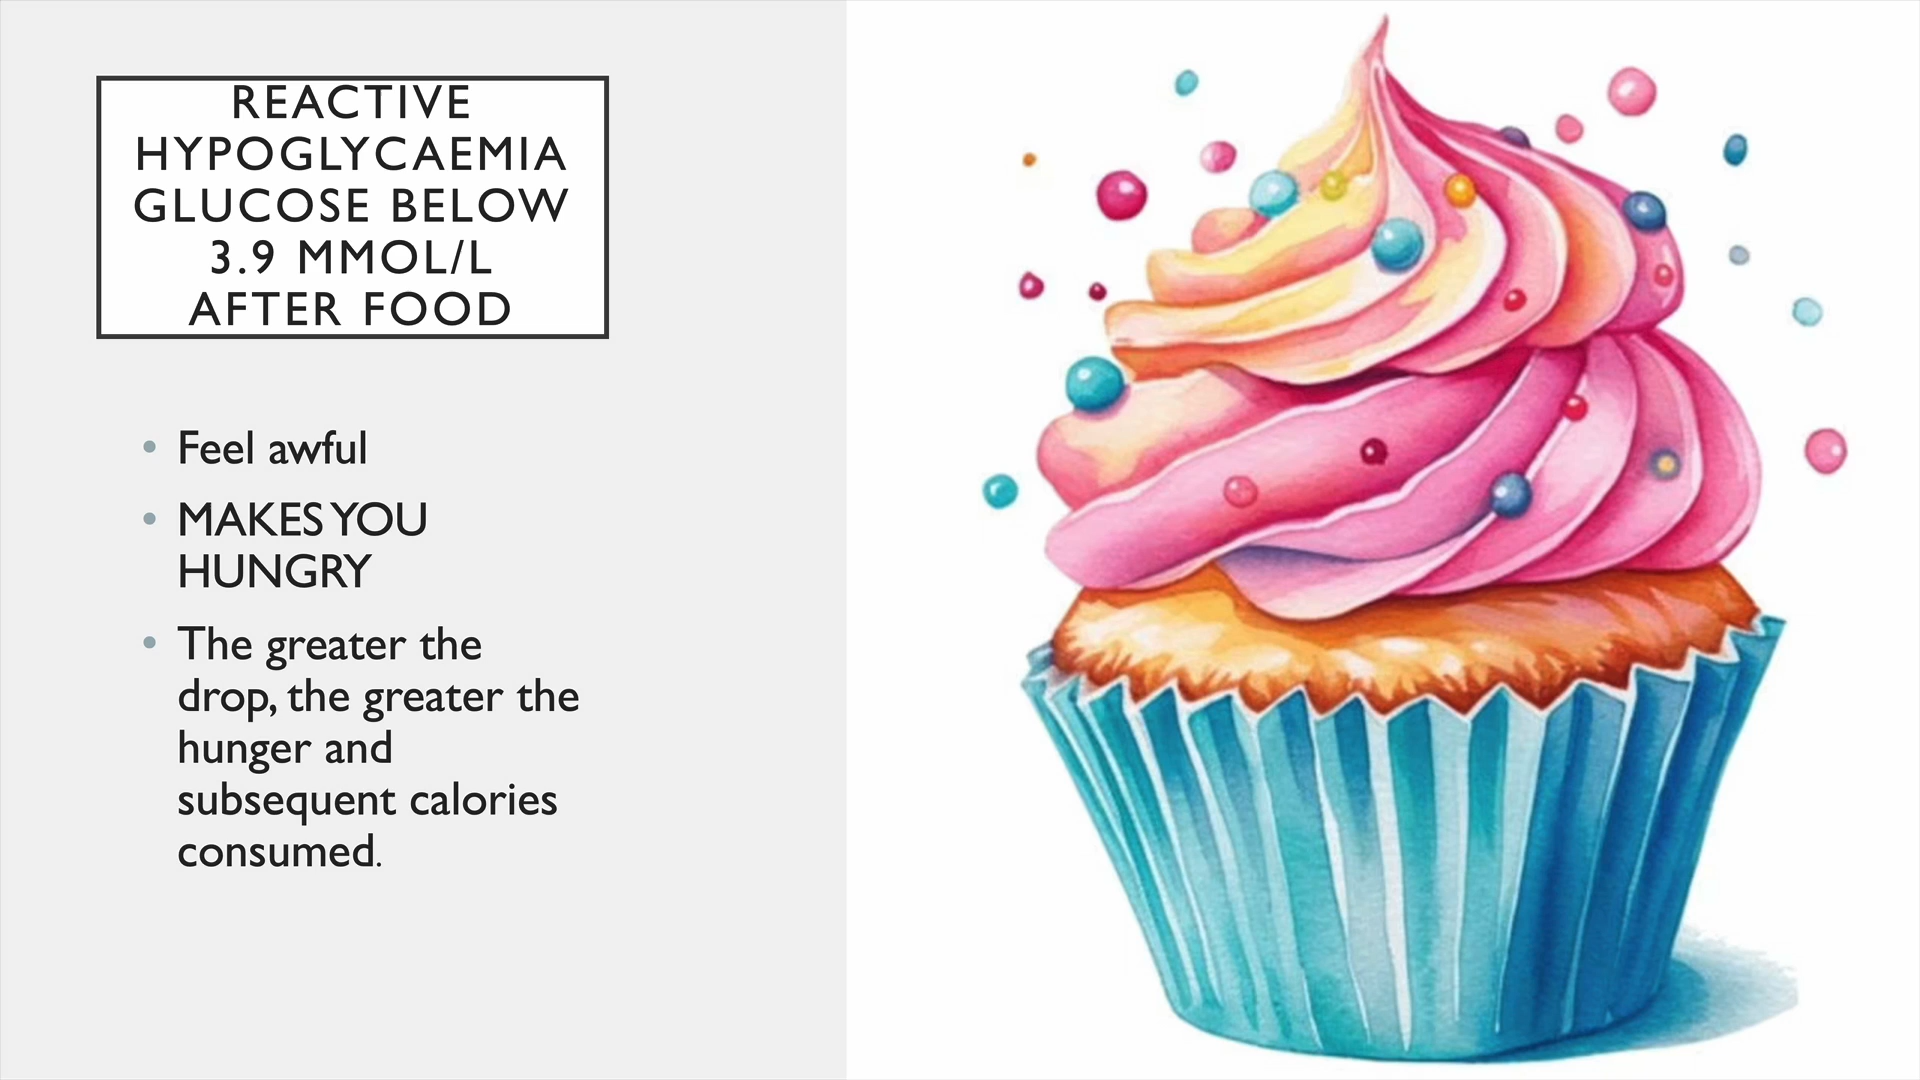 REACTIVE
HYPOGLYCAEMIA
GLUCOSE BELOW
3.9 MMOL/L
AFTER FOOD
• Feel awful
• MAKES YOU
HUNGRY
• The greater the
drop, the greater the
hunger and
subsequent calories
consumed.